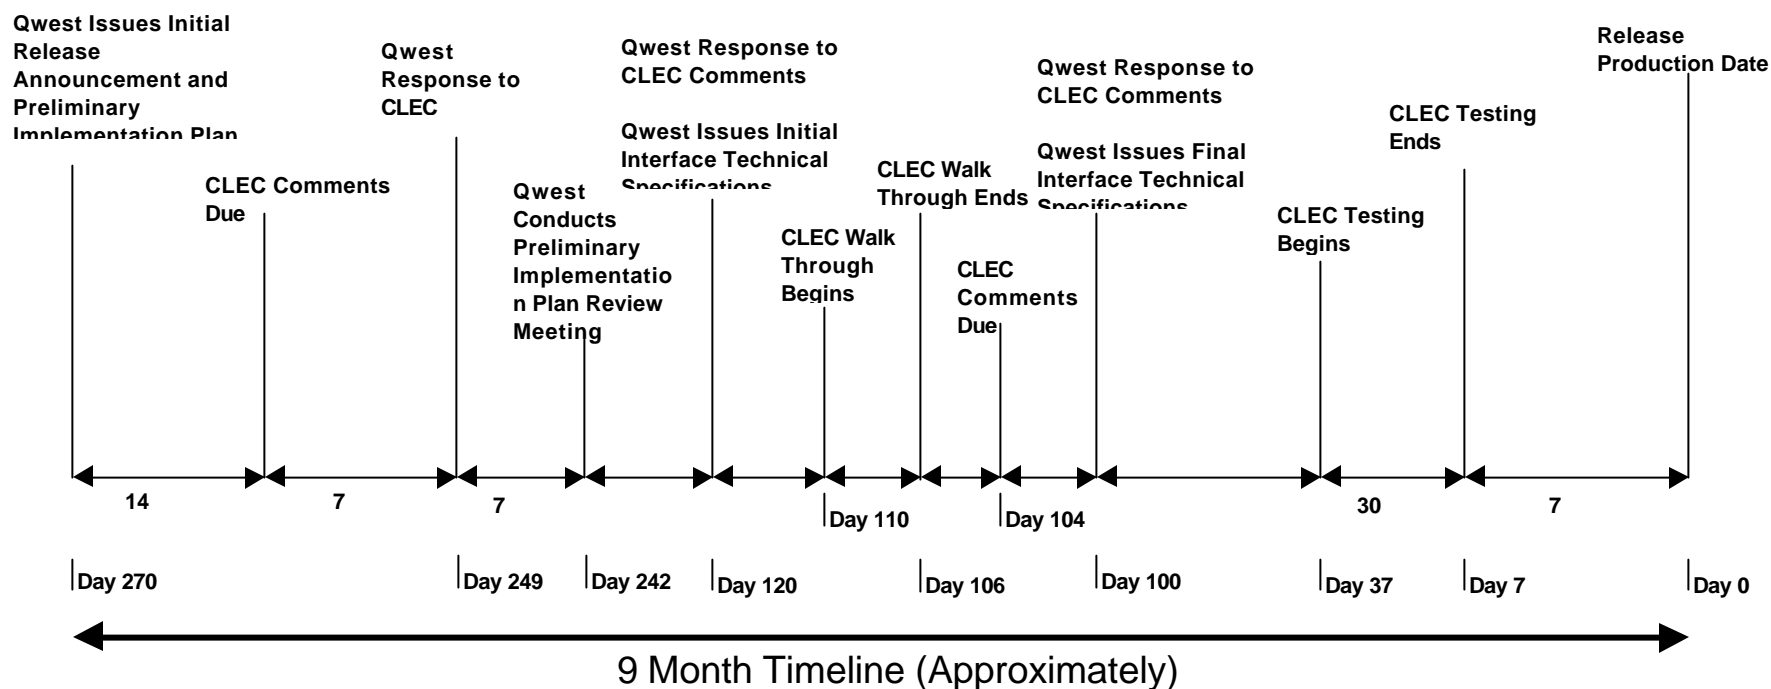 Qwest Issues Initial
Release
Announcement and
Preliminary
Implementation Plan
CLEC Comments
Due
Qwest
Response to
CLEC
Qwest
Conducts
Preliminary
Implementatio
n Plan Review
Meeting
Qwest Response to
CLEC Comments
Qwest Issues Initial
Interface Technical
Specifications
CLEC Walk
Through
Begins
CLEC Walk
Through Ends
CLEC
Comments
Due
Qwest Response to
CLEC Comments
Qwest Issues Final
Interface Technical
Specifications
CLEC Testing
Begins
CLEC Testing
Ends
Release
Production Date
14
7
7
30
7
Day 110
Day 104
Day 270
Day 249
Day 242
Day 120
Day 106
Day 100
Day 37
Day 7
Day 0
9 Month Timeline (Approximately)